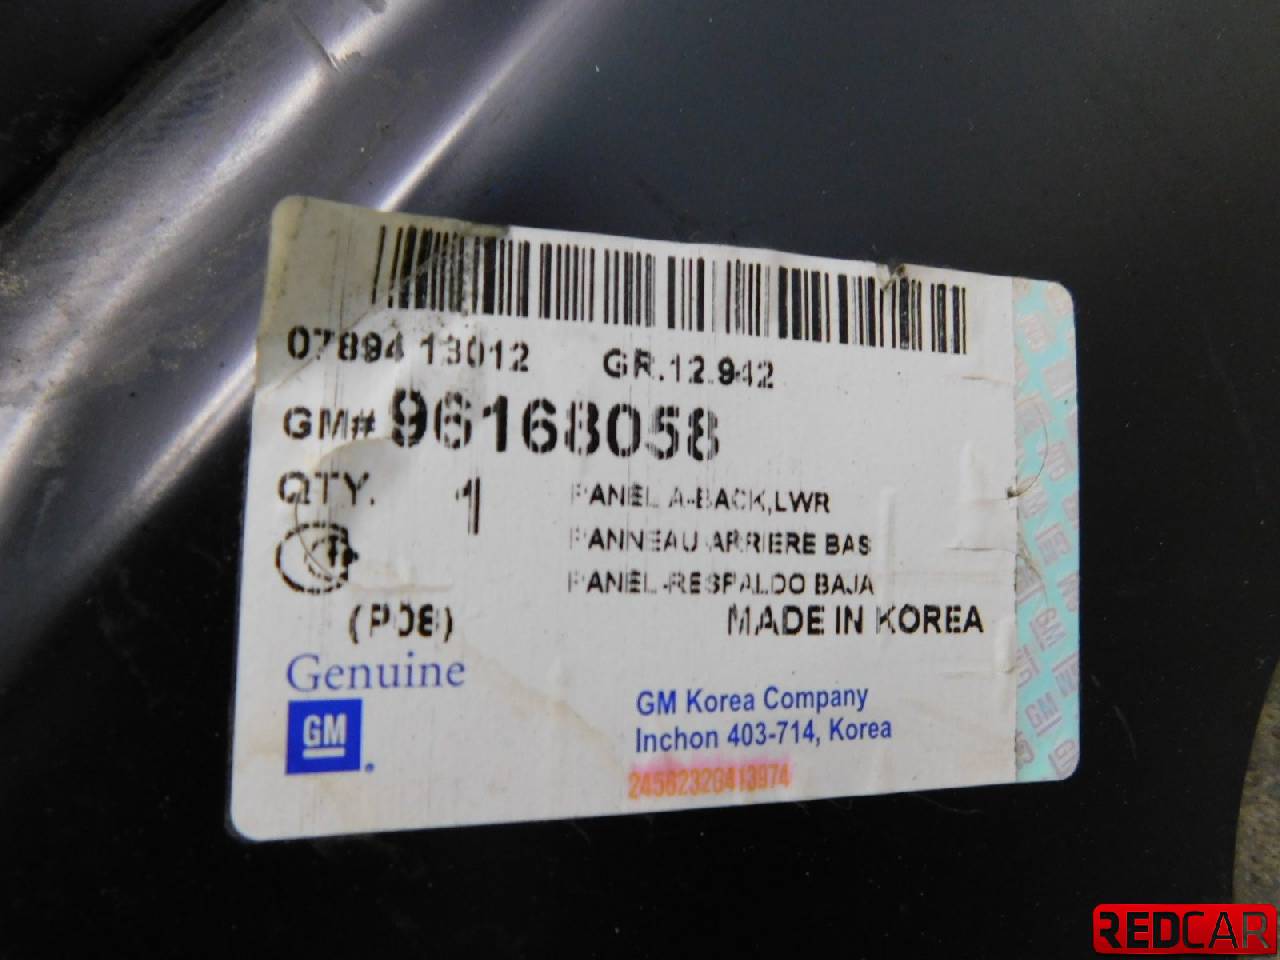 07894 13012 GR.12.942
GM# 96168058
QTY. 1 PANEL A-BACK,LWR
PANNEAU ARRIERE BAS
PANEL-RESPALDO BAJA
(P08) MADE IN KOREA
Genuine
GM
GM Korea Company
Inchon 403-714, Korea
24562320413974
REDCAR